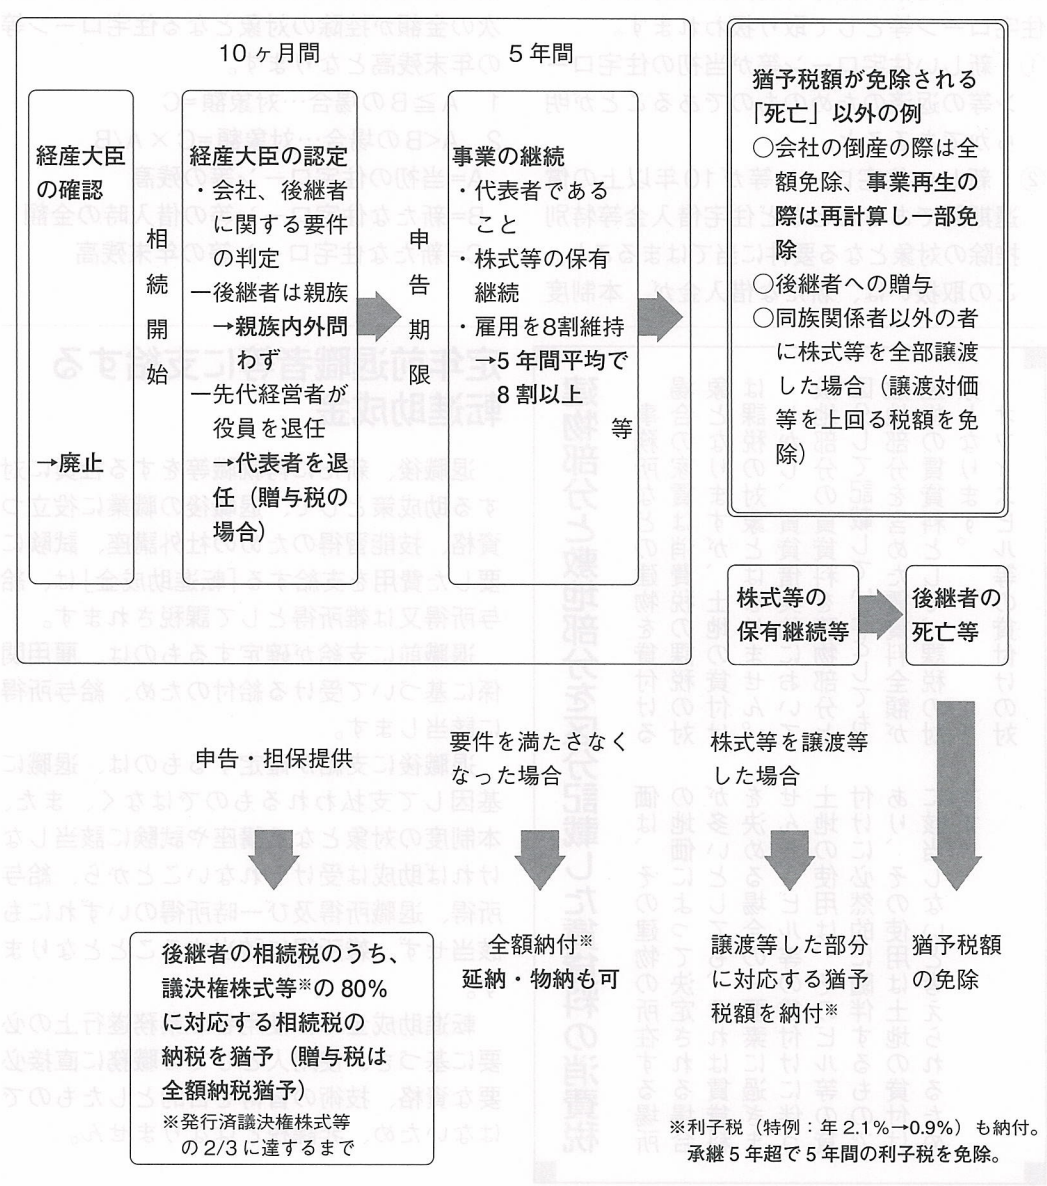 10ヶ月間
5年間
経産大臣
の確認
→廃止
相続開始
経産大臣の認定
・会社、後継者
に関する要件
の判定
ー後継者は親族
→親族内外問
わず
ー先代経営者が
役員を退任
→代表者を退
任（贈与税の
場合）
申告期限
事業の継続
・代表者である
こと
・株式等の保有
継続
・雇用を8割維持
→5年間平均で
8割以上
等
猶予税額が免除される
「死亡」以外の例
○会社の倒産の際は全
額免除、事業再生の
際は再計算し一部免
除
○後継者への贈与
○同族関係者以外の者
に株式等を全部譲渡
した場合（譲渡対価
等を上回る税額を免
除）
株式等の
保有継続等
後継者の
死亡等
申告・担保提供
要件を満たさなく
なった場合
株式等を譲渡等
した場合
後継者の相続税のうち、
議決権株式等※の80%
に対応する相続税の
納税を猶予（贈与税は
全額納税猶予）
※発行済議決権株式等
の2/3に達するまで
全額納付※
延納・物納も可
譲渡等した部分
に対応する猶予
税額を納付※
猶予税額
の免除
※利子税（特例：年2.1%→0.9%）も納付。
承継5年超で5年間の利子税を免除。